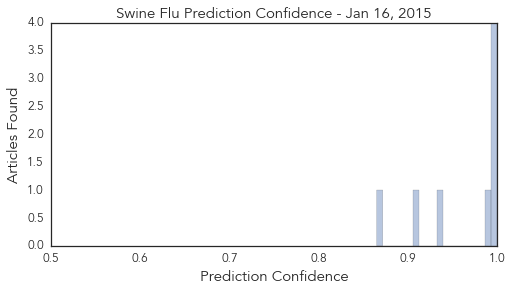 Swine Flu Prediction Confidence - Jan 16, 2015
4.0
3.5
3.0
2.5
2.0
1.5
1.0
0.5
0.0
Articles Found
0.5 0.6 0.7 0.8 0.9 1.0
Prediction Confidence